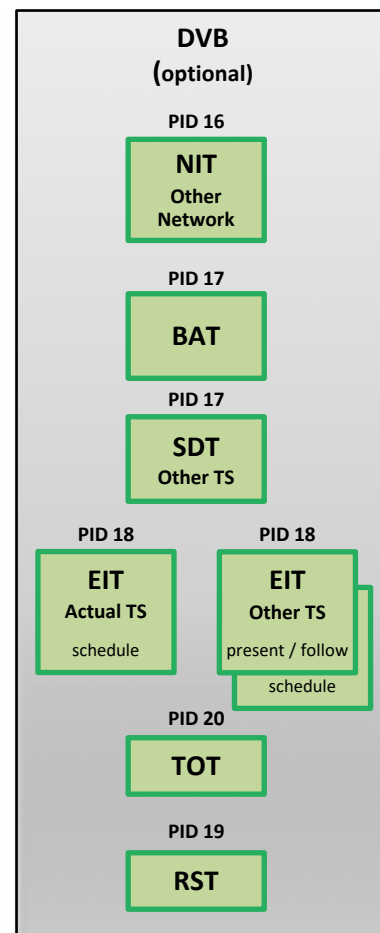 DVB
(optional)
PID 16
NIT
Other
Network
PID 17
BAT
PID 17
SDT
Other TS
PID 18
EIT
Actual TS
schedule
PID 18
EIT
Other TS
present / follow
schedule
PID 20
TOT
PID 19
RST